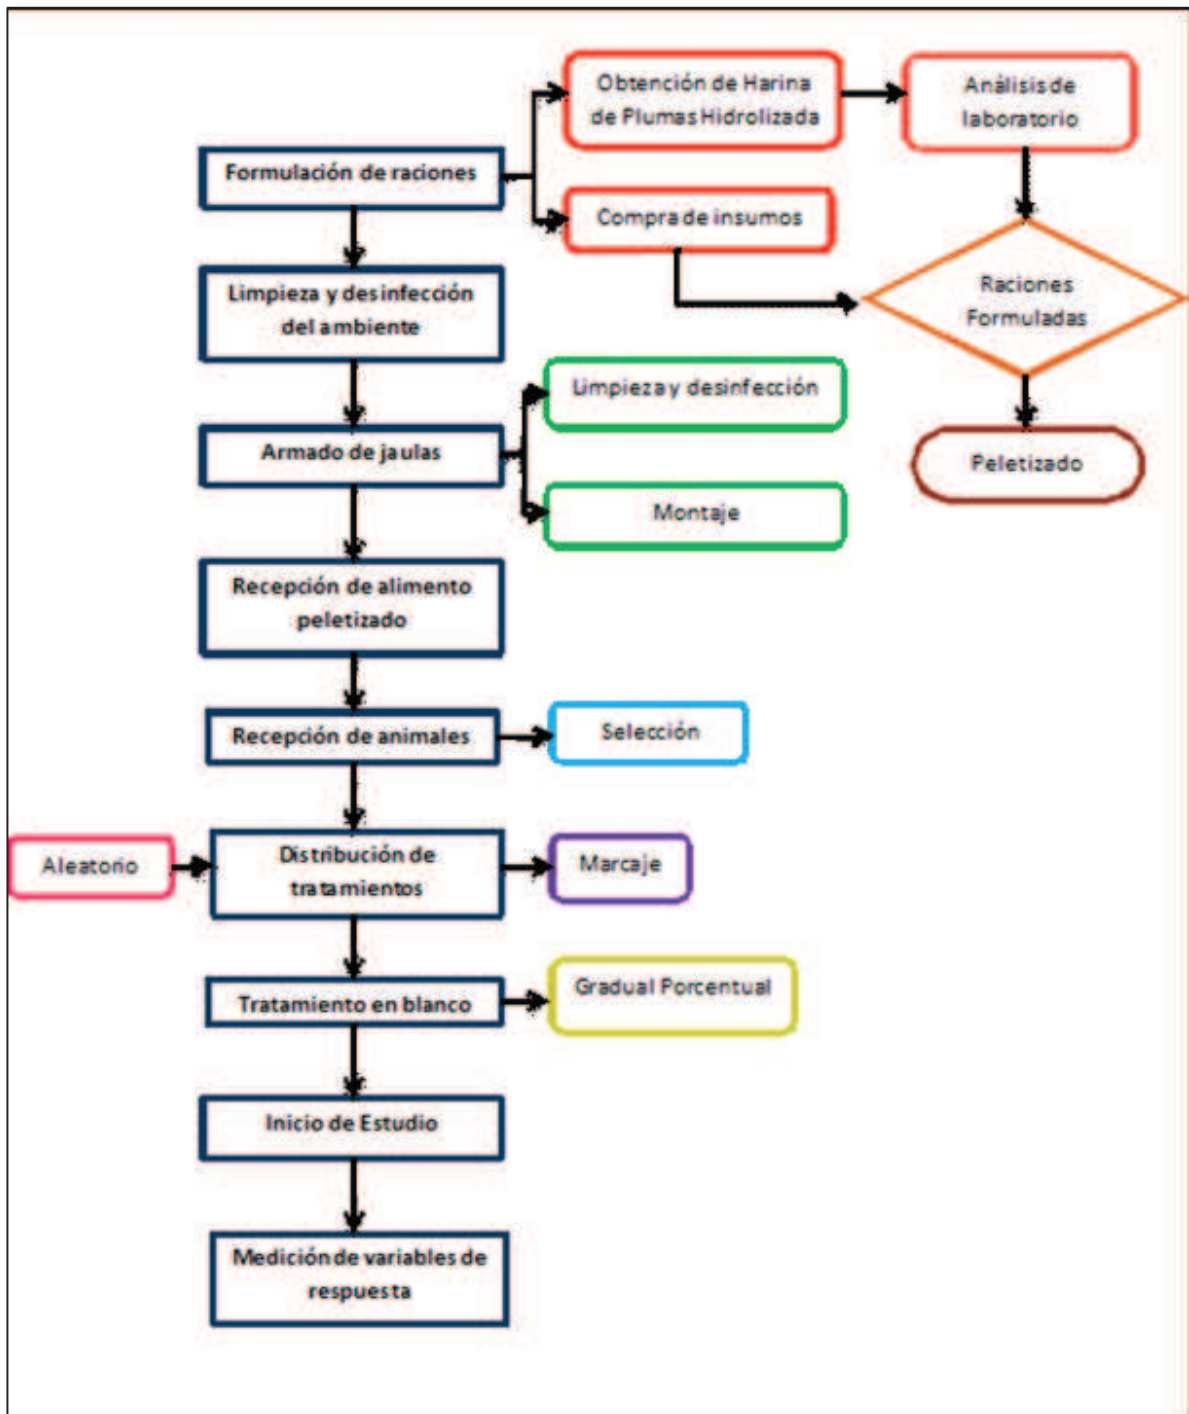 Obtención de Harina
de Plumas Hidrolizada
Análisis de
laboratorio
Formulación de raciones
Compra de insumos
Limpieza y desinfección
del ambiente
Raciones
Formuladas
Limpieza y desinfección
Armado de jaulas
Peletizado
Montaje
Recepción de alimento
peletizado
Recepción de animales
Selección
Aleatorio
Distribución de
tratamientos
Marcaje
Tratamiento en blanco
Gradual Porcentual
Inicio de Estudio
Medición de variables de
respuesta